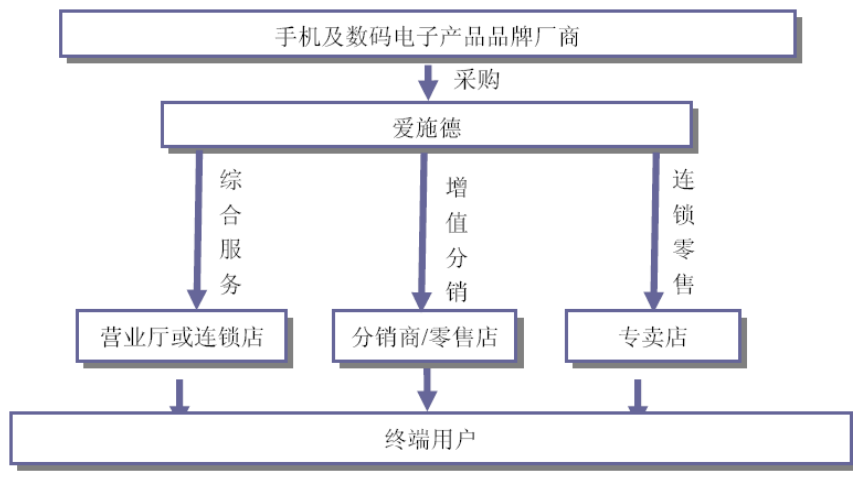 手机及数码电子产品品牌厂商
采购
爱施德
综合服务
增值分销
连锁零售
营业厅或连锁店
分销商/零售店
专卖店
终端用户